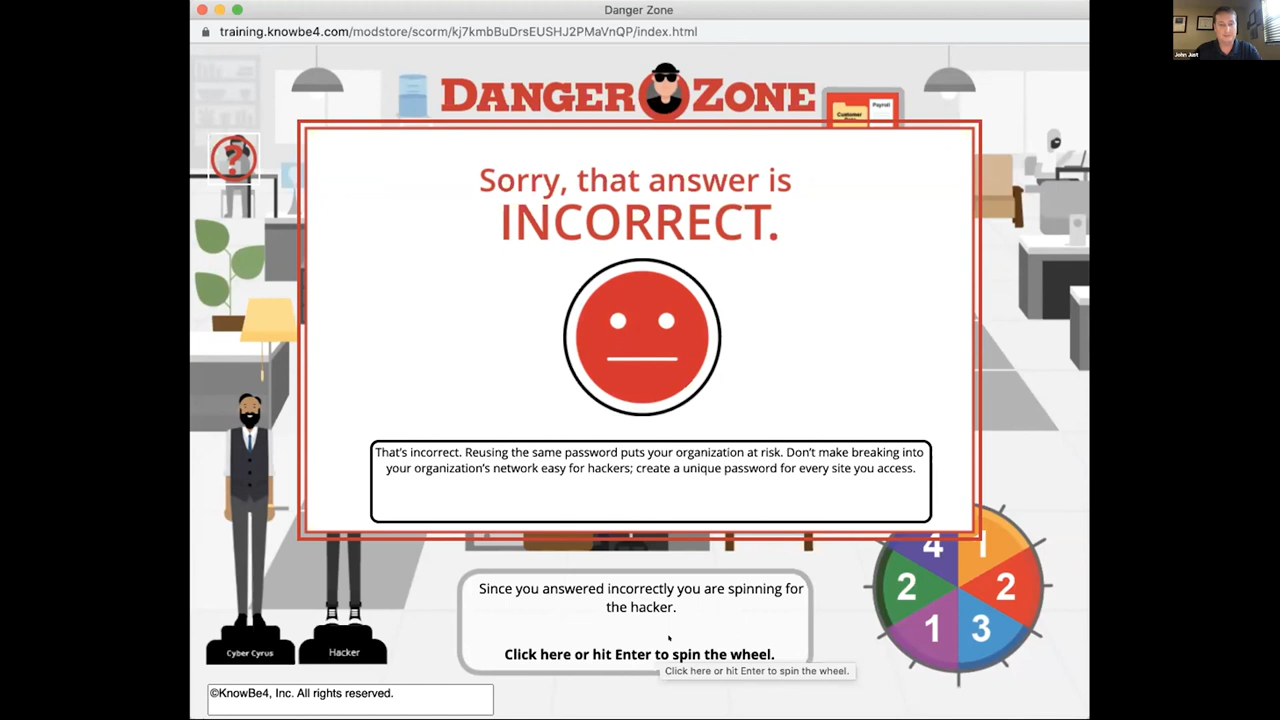 Danger Zone
training.knowbe4.com/modstore/scorm/kj7kmbBuDrsEUSHJ2PMaVnQP/index.html
John Just
DANGER ZONE
Customer
Payroll
?
Sorry, that answer is
INCORRECT.
That's incorrect. Reusing the same password puts your organization at risk. Don't make breaking into
your organization's network easy for hackers; create a unique password for every site you access.
4
1
2
2
1
3
Since you answered incorrectly you are spinning for
the hacker.
Click here or hit Enter to spin the wheel.
Click here or hit Enter to spin the wheel.
Cyber Cyrus
Hacker
©KnowBe4, Inc. All rights reserved.